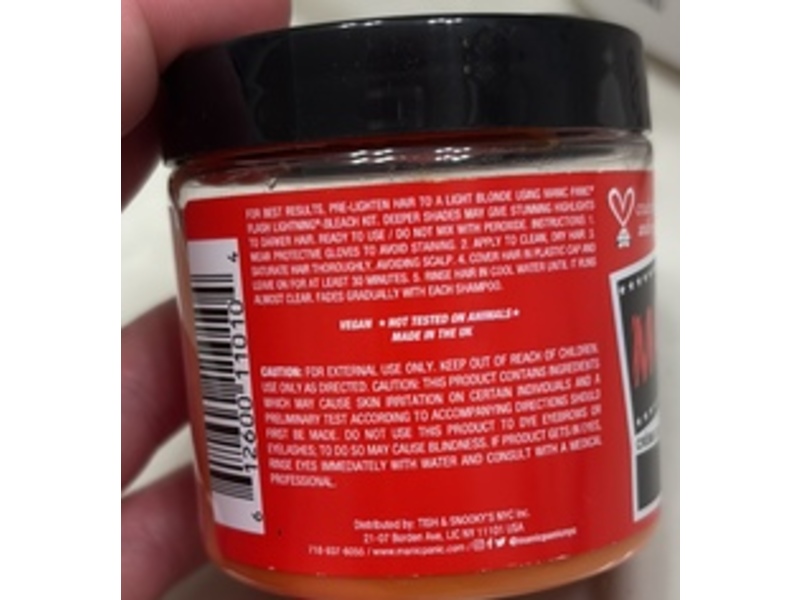 FOR BEST RESULTS, PRE-LIGHTEN HAIR TO A LIGHT BLONDE USING MANIC PANIC®
FLASH LIGHTNING®-BLEACH KIT. DEEPER SHADES MAY GIVE STUNNING HIGHLIGHTS
TO DARKER HAIR. READY TO USE / DO NOT MIX WITH PEROXIDE. INSTRUCTIONS: 1.
WEAR PROTECTIVE GLOVES TO AVOID STAINING. 2. APPLY TO CLEAN, DRY HAIR. 3.
SATURATE HAIR THOROUGHLY, AVOIDING SCALP. 4. COVER HAIR IN PLASTIC CAP AND
LEAVE ON FOR AT LEAST 30 MINUTES. 5. RINSE HAIR IN COOL WATER UNTIL IT RUNS
ALMOST CLEAR. FADES GRADUALLY WITH EACH SHAMPOO.
VEGAN * NOT TESTED ON ANIMALS*
MADE IN THE UK
CAUTION: FOR EXTERNAL USE ONLY. KEEP OUT OF REACH OF CHILDREN.
USE ONLY AS DIRECTED. CAUTION: THIS PRODUCT CONTAINS INGREDIENTS
WHICH MAY CAUSE SKIN IRRITATION ON CERTAIN INDIVIDUALS AND A
PRELIMINARY TEST ACCORDING TO ACCOMPANYING DIRECTIONS SHOULD
FIRST BE MADE. DO NOT USE THIS PRODUCT TO DYE EYEBROWS OR
EYELASHES; TO DO SO MAY CAUSE BLINDNESS. IF PRODUCT GETS IN EYES,
RINSE EYES IMMEDIATELY WITH WATER AND CONSULT WITH A MEDICAL
PROFESSIONAL.
Distributed by: TISH & SNOOKY'S NYC Inc.
21-07 Borden Ave, LIC NY 11101 USA
718-937-6055 / www.manicpanic.com / @manicpanicnyc
6 12600 11010 4